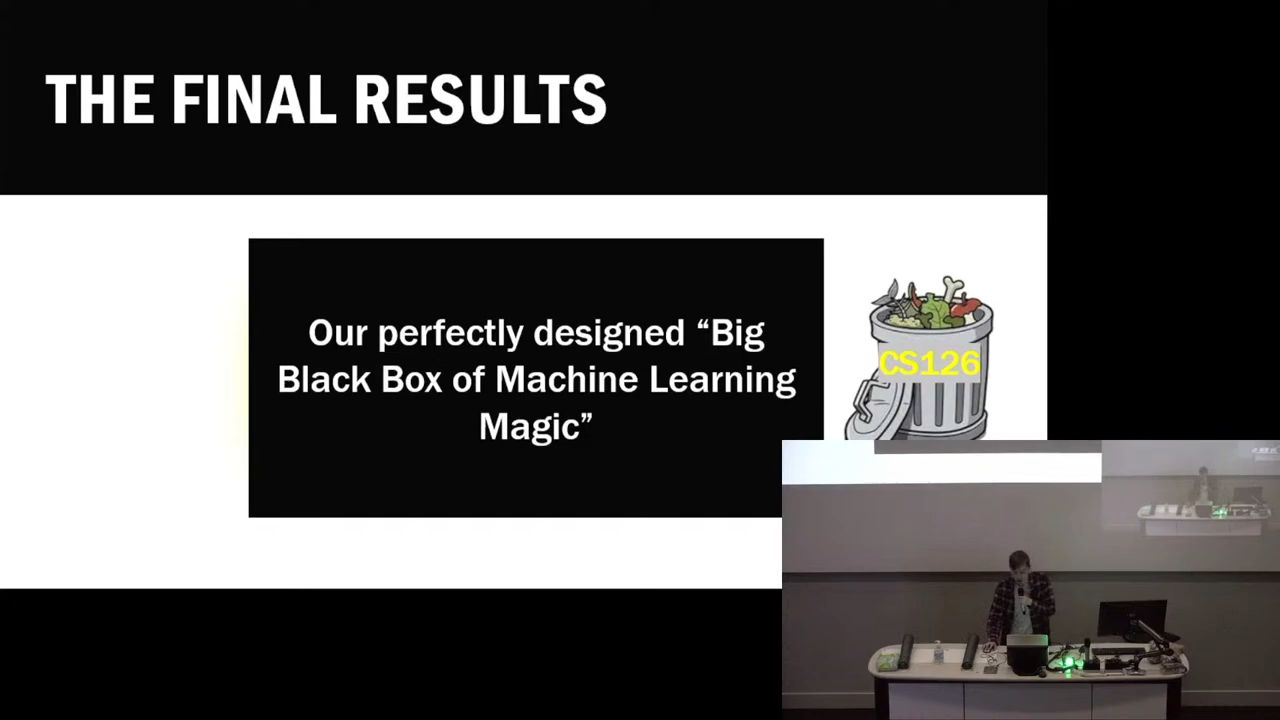 THE FINAL RESULTS
Our perfectly designed “Big
Black Box of Machine Learning
Magic”
CS126